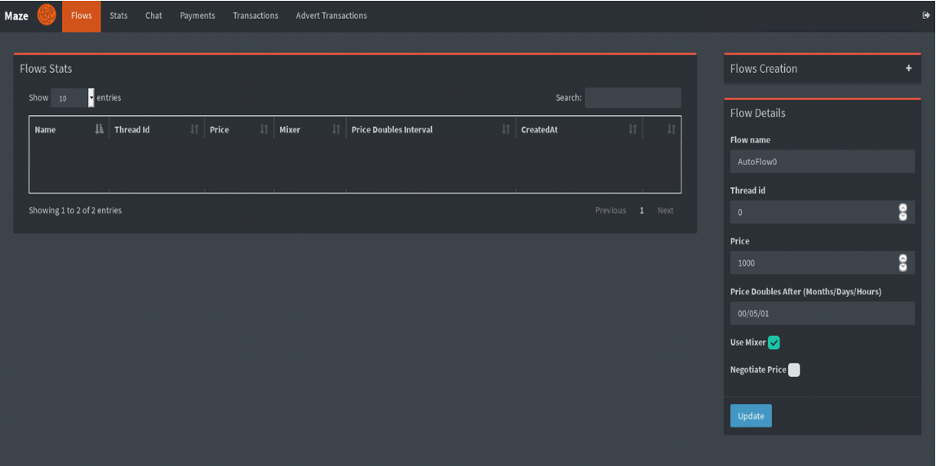 Maze Flows Stats Chat Payments Transactions Advert Transactions
Flows Stats
Show 10 entries Search:
Name Thread Id Price Mixer Price Doubles Interval CreatedAt
Showing 1 to 2 of 2 entries Previous 1 Next
Flows Creation +
Flow Details
Flow name
AutoFlow0
Thread id
0
Price
1000
Price Doubles After (Months/Days/Hours)
00/05/01
Use Mixer
Negotiate Price
Update